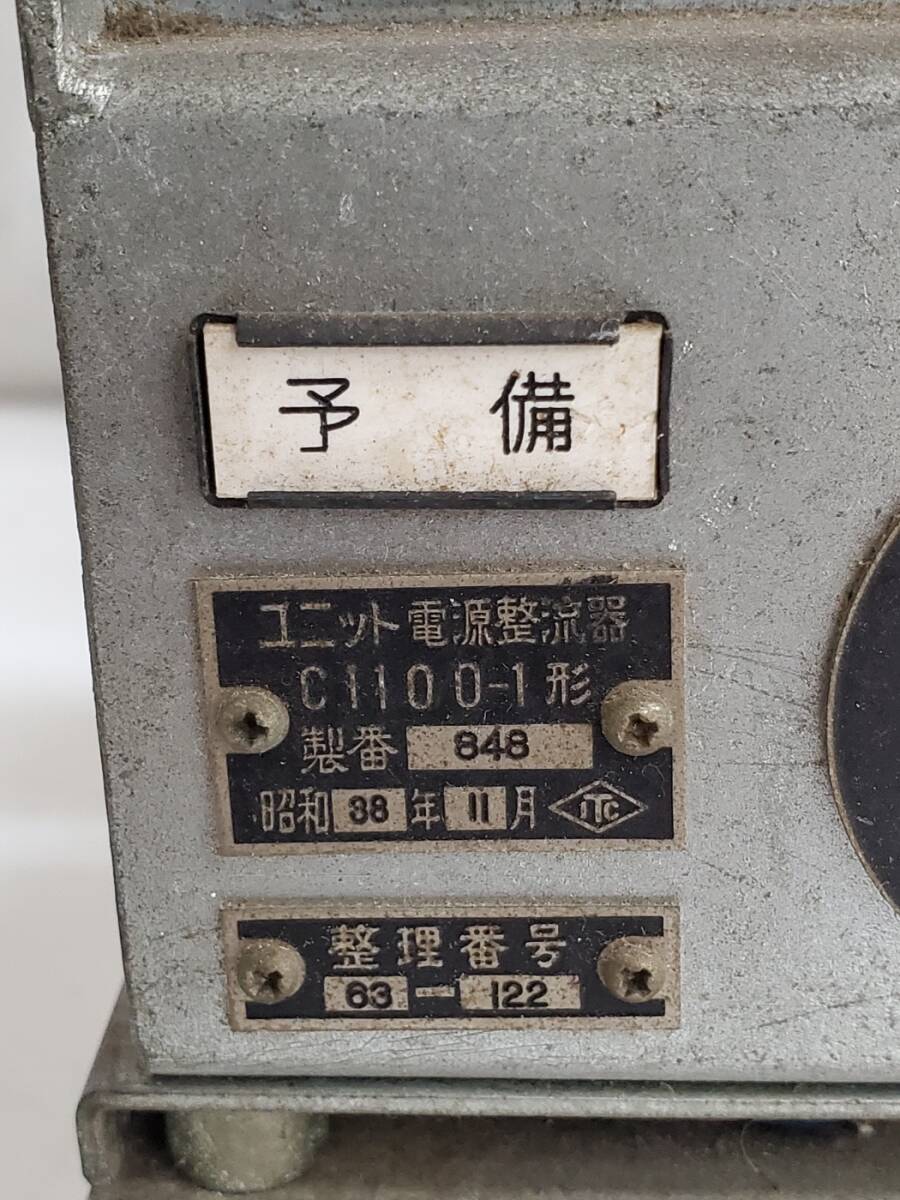 予備
ユニット電源整流器
C1100-1形
製番 848
昭和 38 年 11 月 JTC
整理番号
63-122